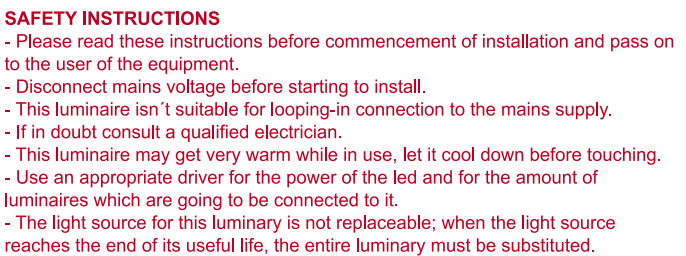 SAFETY INSTRUCTIONS
- Please read these instructions before commencement of installation and pass on
to the user of the equipment.
- Disconnect mains voltage before starting to install.
- This luminaire isn´t suitable for looping-in connection to the mains supply.
- If in doubt consult a qualified electrician.
- This luminaire may get very warm while in use, let it cool down before touching.
- Use an appropriate driver for the power of the led and for the amount of
luminaires which are going to be connected to it.
- The light source for this luminary is not replaceable; when the light source
reaches the end of its useful life, the entire luminary must be substituted.